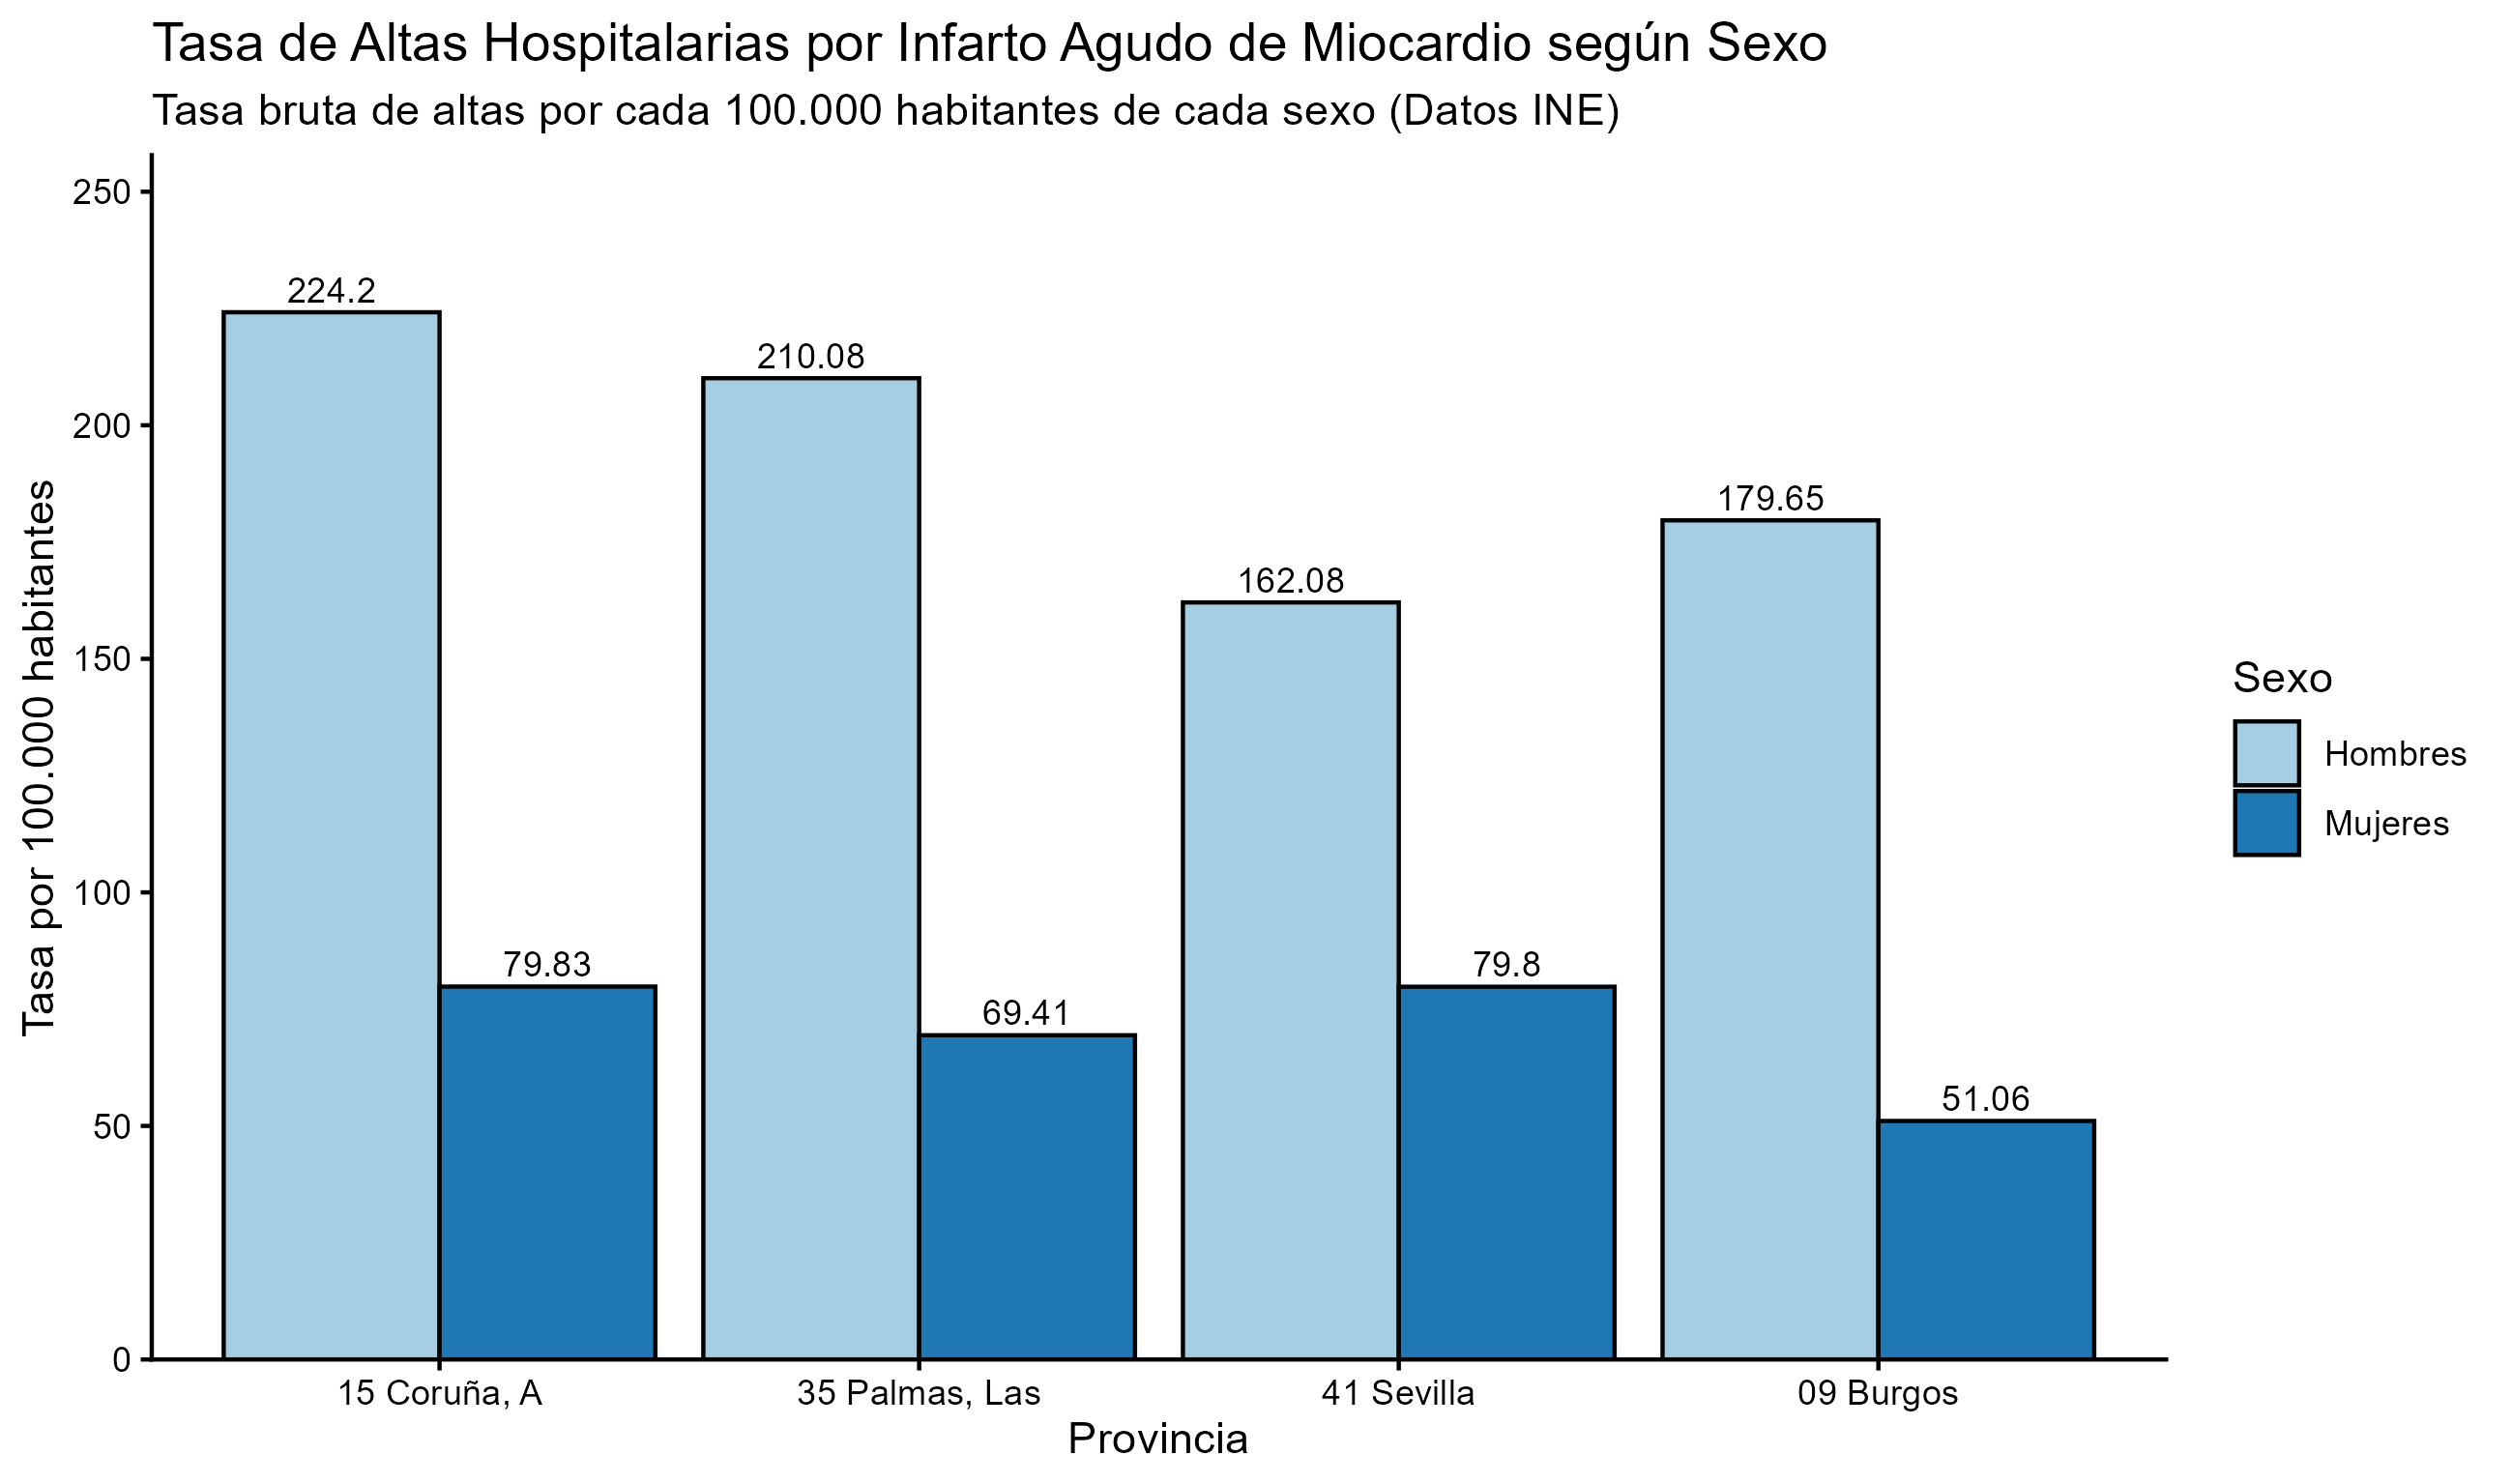 Tasa de Altas Hospitalarias por Infarto Agudo de Miocardio según Sexo
Tasa bruta de altas por cada 100.000 habitantes de cada sexo (Datos INE)
Tasa por 100.000 habitantes
250
200
150
100
50
0
224.2
79.83
210.08
69.41
162.08
79.8
179.65
51.06
15 Coruña, A
35 Palmas, Las
41 Sevilla
09 Burgos
Provincia
Sexo
Hombres
Mujeres